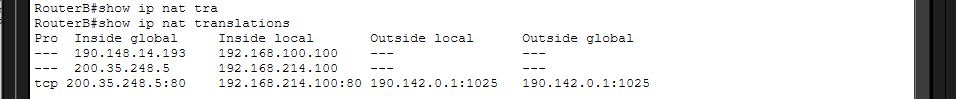 RouterB#show ip nat tra
RouterB#show ip nat translations
Pro  Inside global     Inside local       Outside local      Outside global
---  190.148.14.193    192.168.100.100    ---                ---
---  200.35.248.5      192.168.214.100    ---                ---
tcp 200.35.248.5:80    192.168.214.100:80 190.142.0.1:1025   190.142.0.1:1025